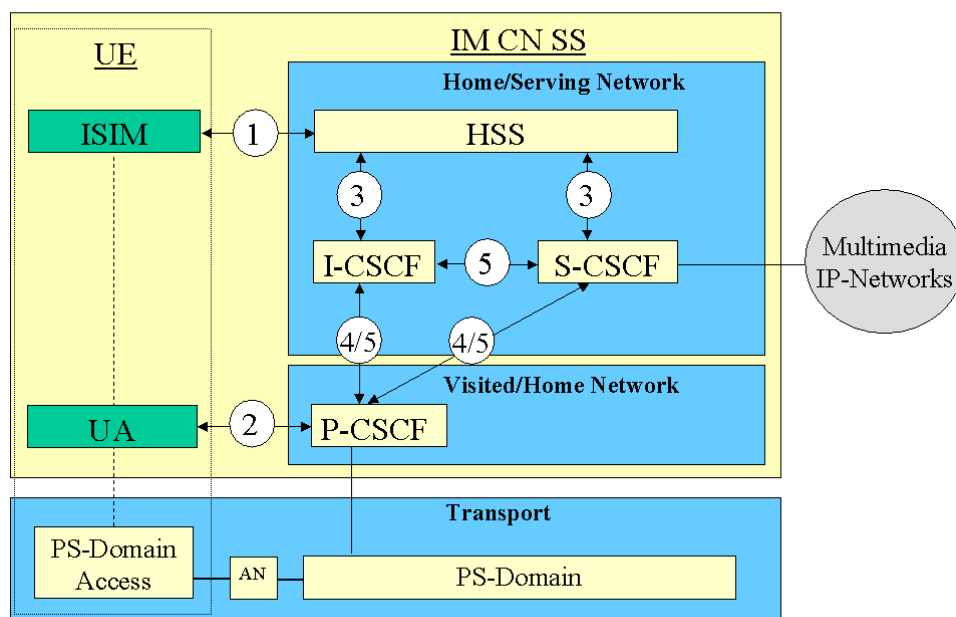 UE
IM CN SS
Home/Serving Network
ISIM
1
HSS
3
3
I-CSCF
5
S-CSCF
Multimedia
IP-Networks
4/5
4/5
Visited/Home Network
UA
2
P-CSCF
Transport
PS-Domain
Access
AN
PS-Domain